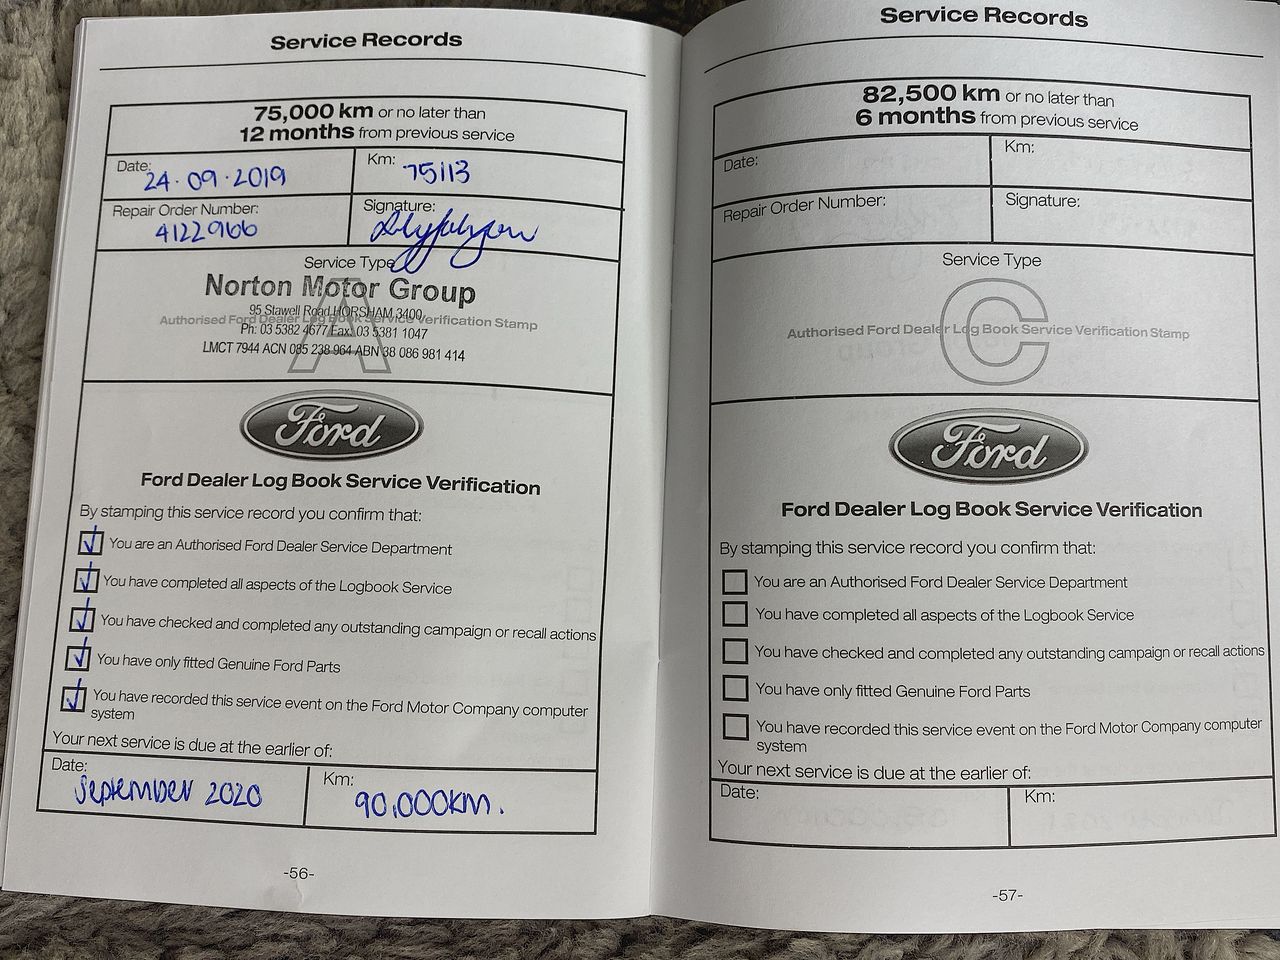 Service Records
75,000 km or no later than
12 months from previous service
Date:
24·09·2019
Km:
75113
Repair Order Number:
41229966
Signature:
Service Type
A
Norton Motor Group
95 Stawell Road HORSHAM 3400
Authorised Ford Dealer Log Book Service Verification Stamp
Ph: 03 5382 4677 Fax: 03 5381 1047
LMCT 7944 ACN 085 238 964 ABN 38 086 981 414
Ford
Ford Dealer Log Book Service Verification
By stamping this service record you confirm that:
You are an Authorised Ford Dealer Service Department
You have completed all aspects of the Logbook Service
You have checked and completed any outstanding campaign or recall actions
You have only fitted Genuine Ford Parts
You have recorded this service event on the Ford Motor Company computer
system
Your next service is due at the earlier of:
Date:
September 2020
Km:
90,000KM.
-56-
Service Records
82,500 km or no later than
6 months from previous service
Date:
Km:
Repair Order Number:
Signature:
Service Type
C
Authorised Ford Dealer Log Book Service Verification Stamp
Ford
Ford Dealer Log Book Service Verification
By stamping this service record you confirm that:
You are an Authorised Ford Dealer Service Department
You have completed all aspects of the Logbook Service
You have checked and completed any outstanding campaign or recall actions
You have only fitted Genuine Ford Parts
You have recorded this service event on the Ford Motor Company computer
system
Your next service is due at the earlier of:
Date:
Km:
-57-